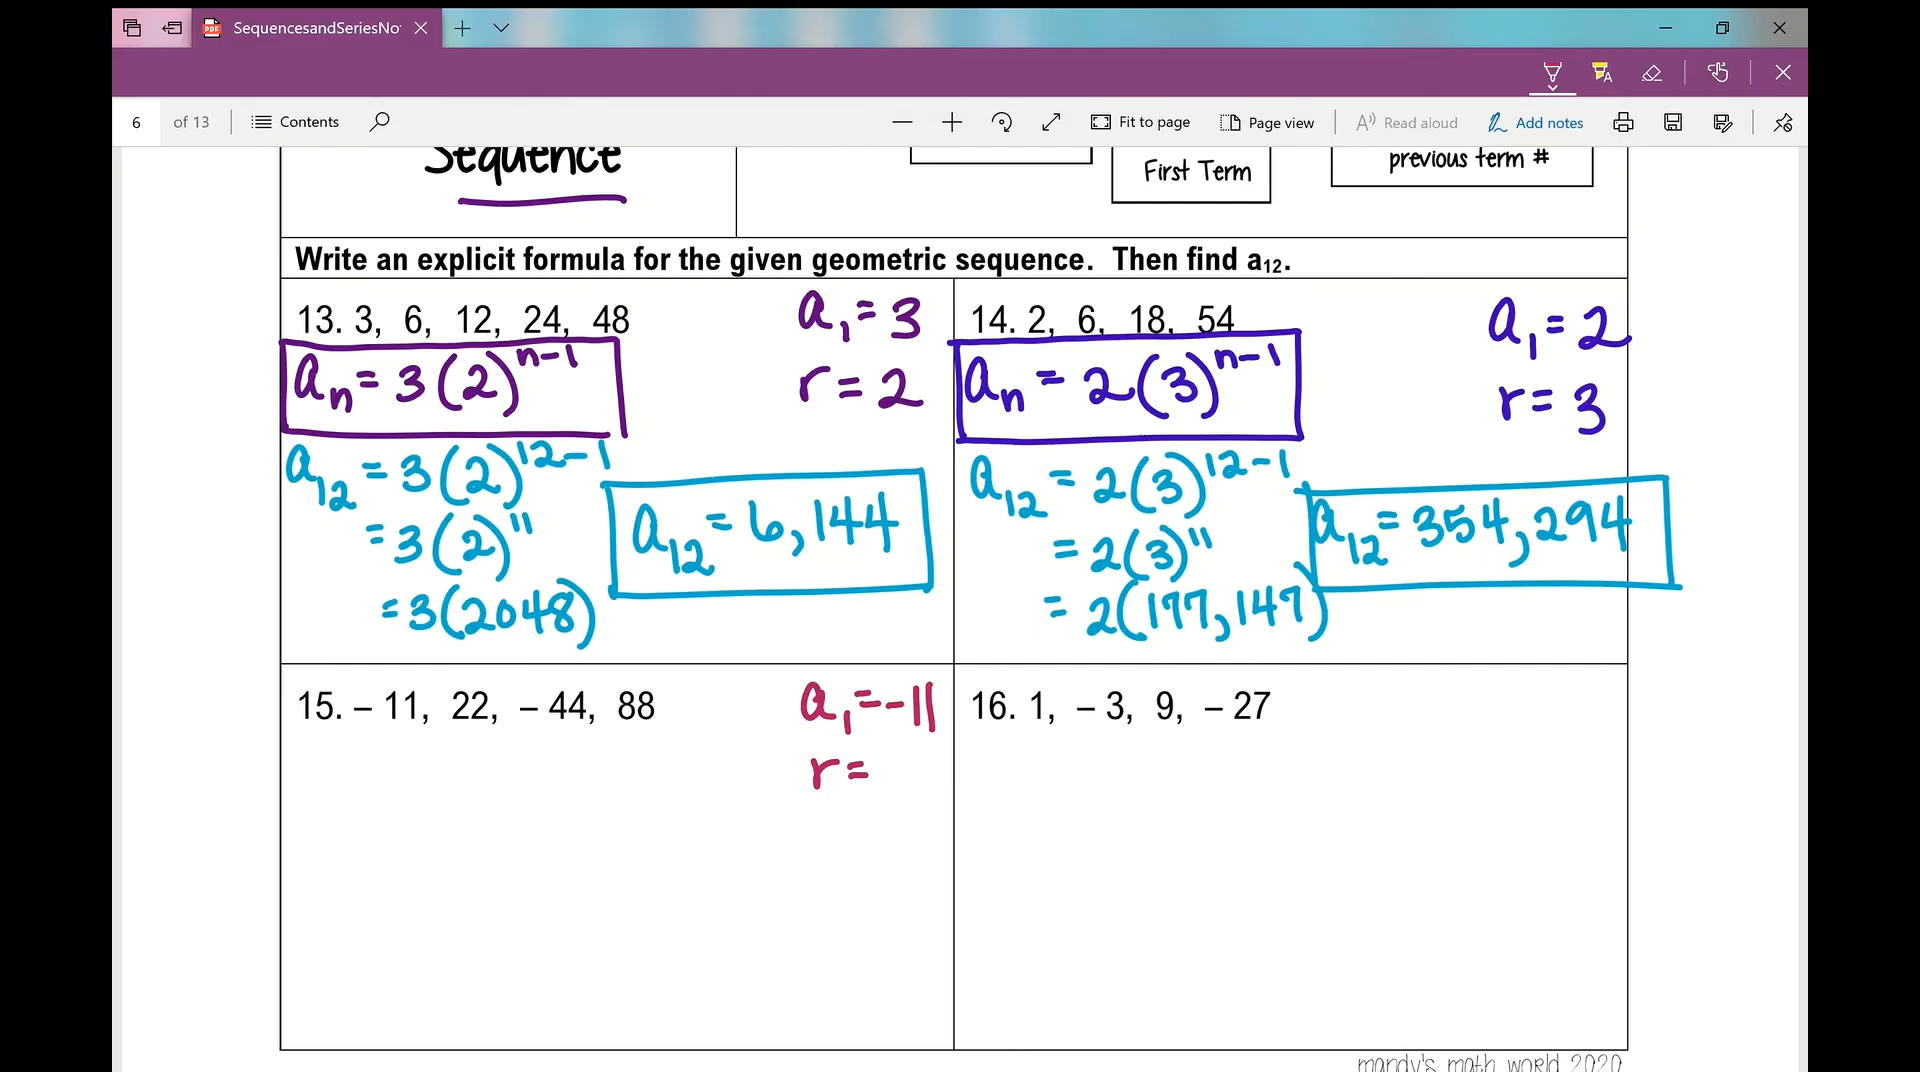 SequencesandSeriesNo
6 of 13 Contents Fit to page Page view Read aloud Add notes
Sequence
First Term
previous term #
Write an explicit formula for the given geometric sequence. Then find a₁₂.
13. 3, 6, 12, 24, 48
a₁ = 3
aₙ = 3(2)ⁿ⁻¹
r = 2
a₁₂ = 3(2)¹²⁻¹
= 3(2)¹¹
= 3(2048)
a₁₂ = 6,144
14. 2, 6, 18, 54
a₁ = 2
aₙ = 2(3)ⁿ⁻¹
r = 3
a₁₂ = 2(3)¹²⁻¹
= 2(3)¹¹
= 2(177,147)
a₁₂ = 354,294
15. – 11, 22, – 44, 88
a₁ = -11
r =
16. 1, – 3, 9, – 27
mandy's math world 2020